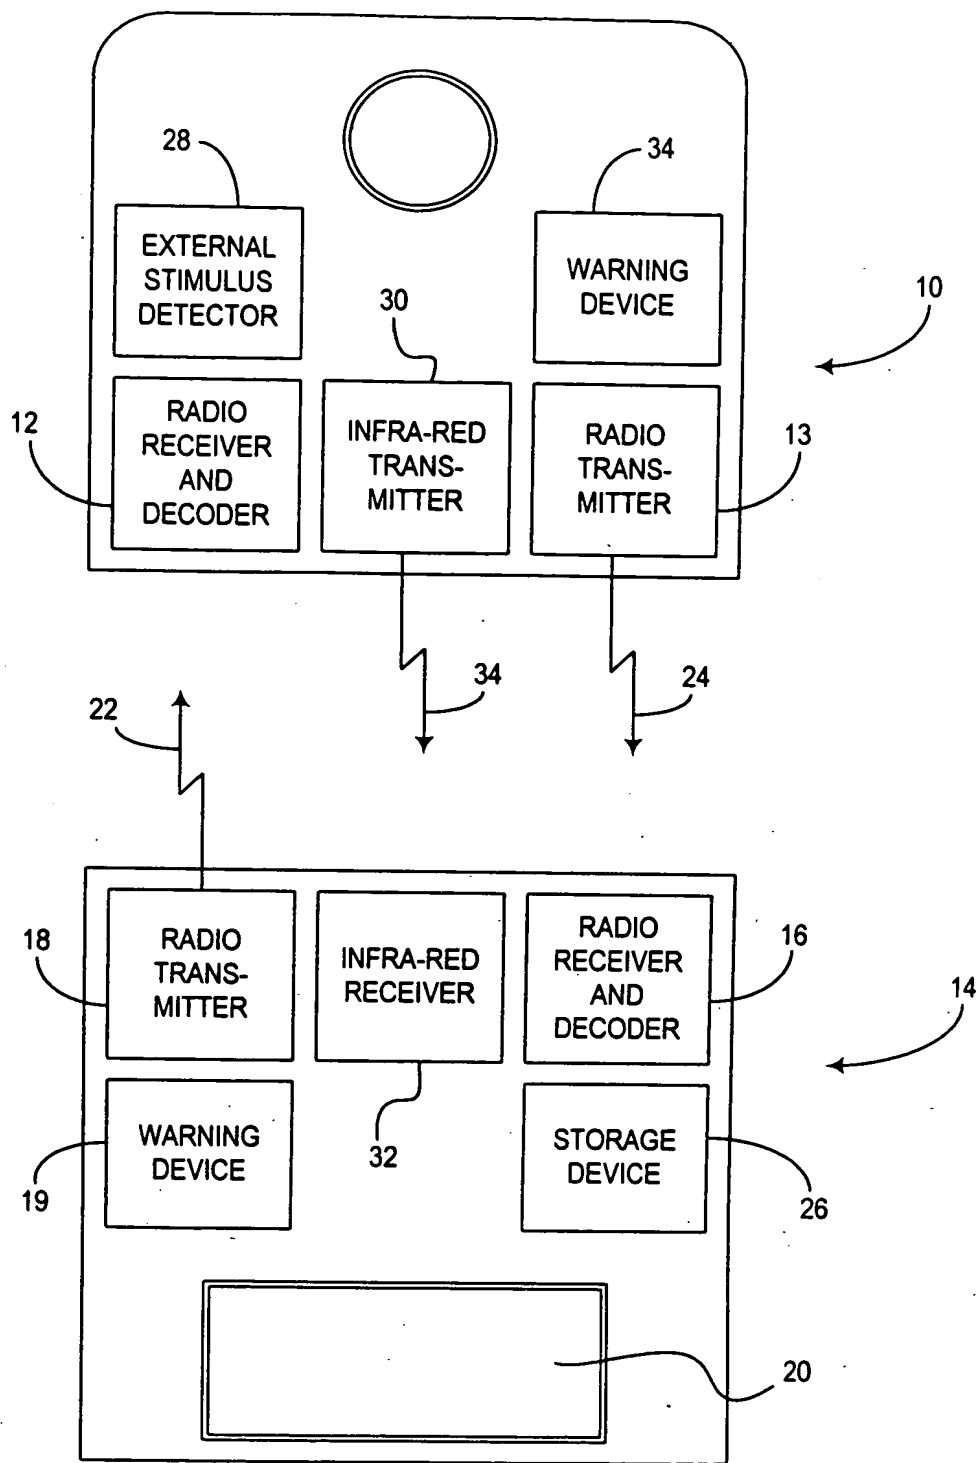 28
34
EXTERNAL
STIMULUS
DETECTOR
WARNING
DEVICE
30
10
12
RADIO
RECEIVER
AND
DECODER
INFRA-RED
TRANS-
MITTER
RADIO
TRANS-
MITTER
13
22
34
24
18
RADIO
TRANS-
MITTER
INFRA-RED
RECEIVER
RADIO
RECEIVER
AND
DECODER
16
14
WARNING
DEVICE
19
32
STORAGE
DEVICE
26
20